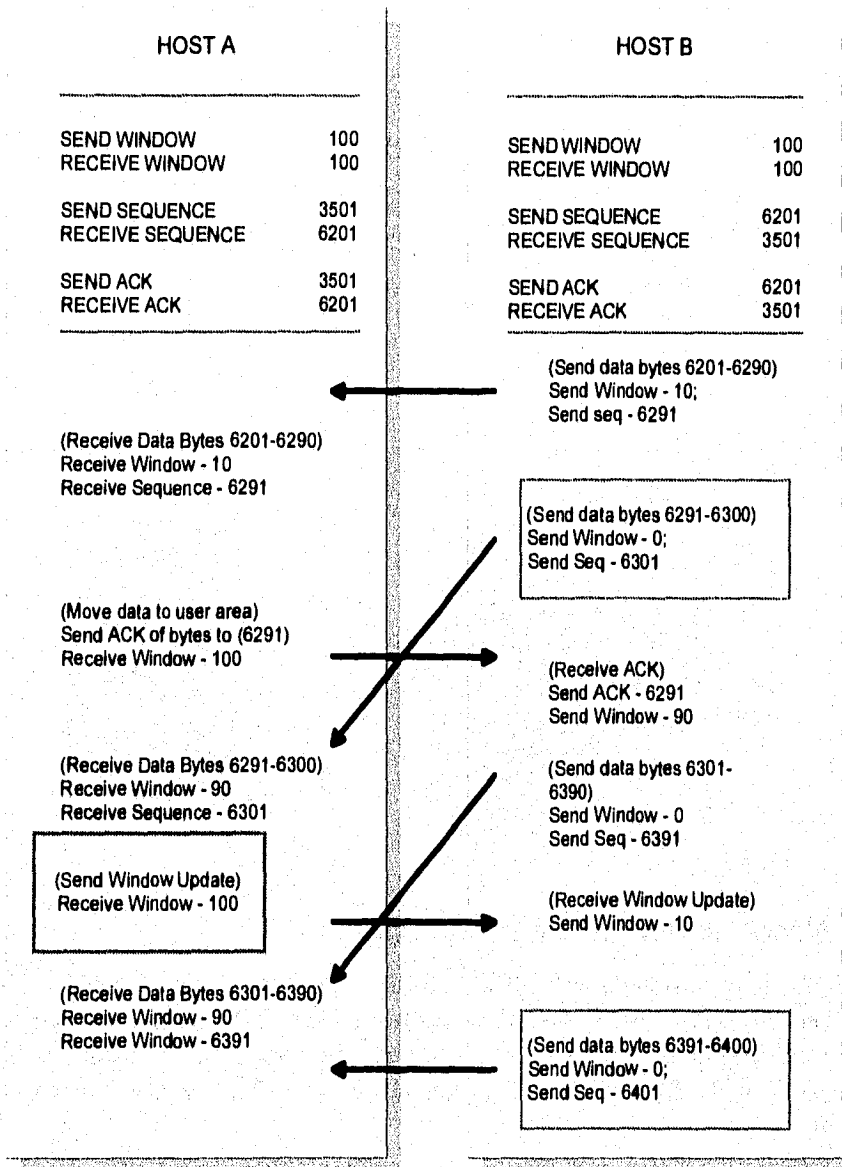 HOST A
SEND WINDOW 100
RECEIVE WINDOW 100
SEND SEQUENCE 3501
RECEIVE SEQUENCE 6201
SEND ACK 3501
RECEIVE ACK 6201
(Receive Data Bytes 6201-6290)
Receive Window - 10
Receive Sequence - 6291
(Move data to user area)
Send ACK of bytes to (6291)
Receive Window - 100
(Receive Data Bytes 6291-6300)
Receive Window - 90
Receive Sequence - 6301
(Send Window Update)
Receive Window - 100
(Receive Data Bytes 6301-6390)
Receive Window - 90
Receive Window - 6391
HOST B
SEND WINDOW 100
RECEIVE WINDOW 100
SEND SEQUENCE 6201
RECEIVE SEQUENCE 3501
SEND ACK 6201
RECEIVE ACK 3501
(Send data bytes 6201-6290)
Send Window - 10;
Send seq - 6291
(Send data bytes 6291-6300)
Send Window - 0;
Send Seq - 6301
(Receive ACK)
Send ACK - 6291
Send Window - 90
(Send data bytes 6301-
6390)
Send Window - 0
Send Seq - 6391
(Receive Window Update)
Send Window - 10
(Send data bytes 6391-6400)
Send Window - 0;
Send Seq - 6401